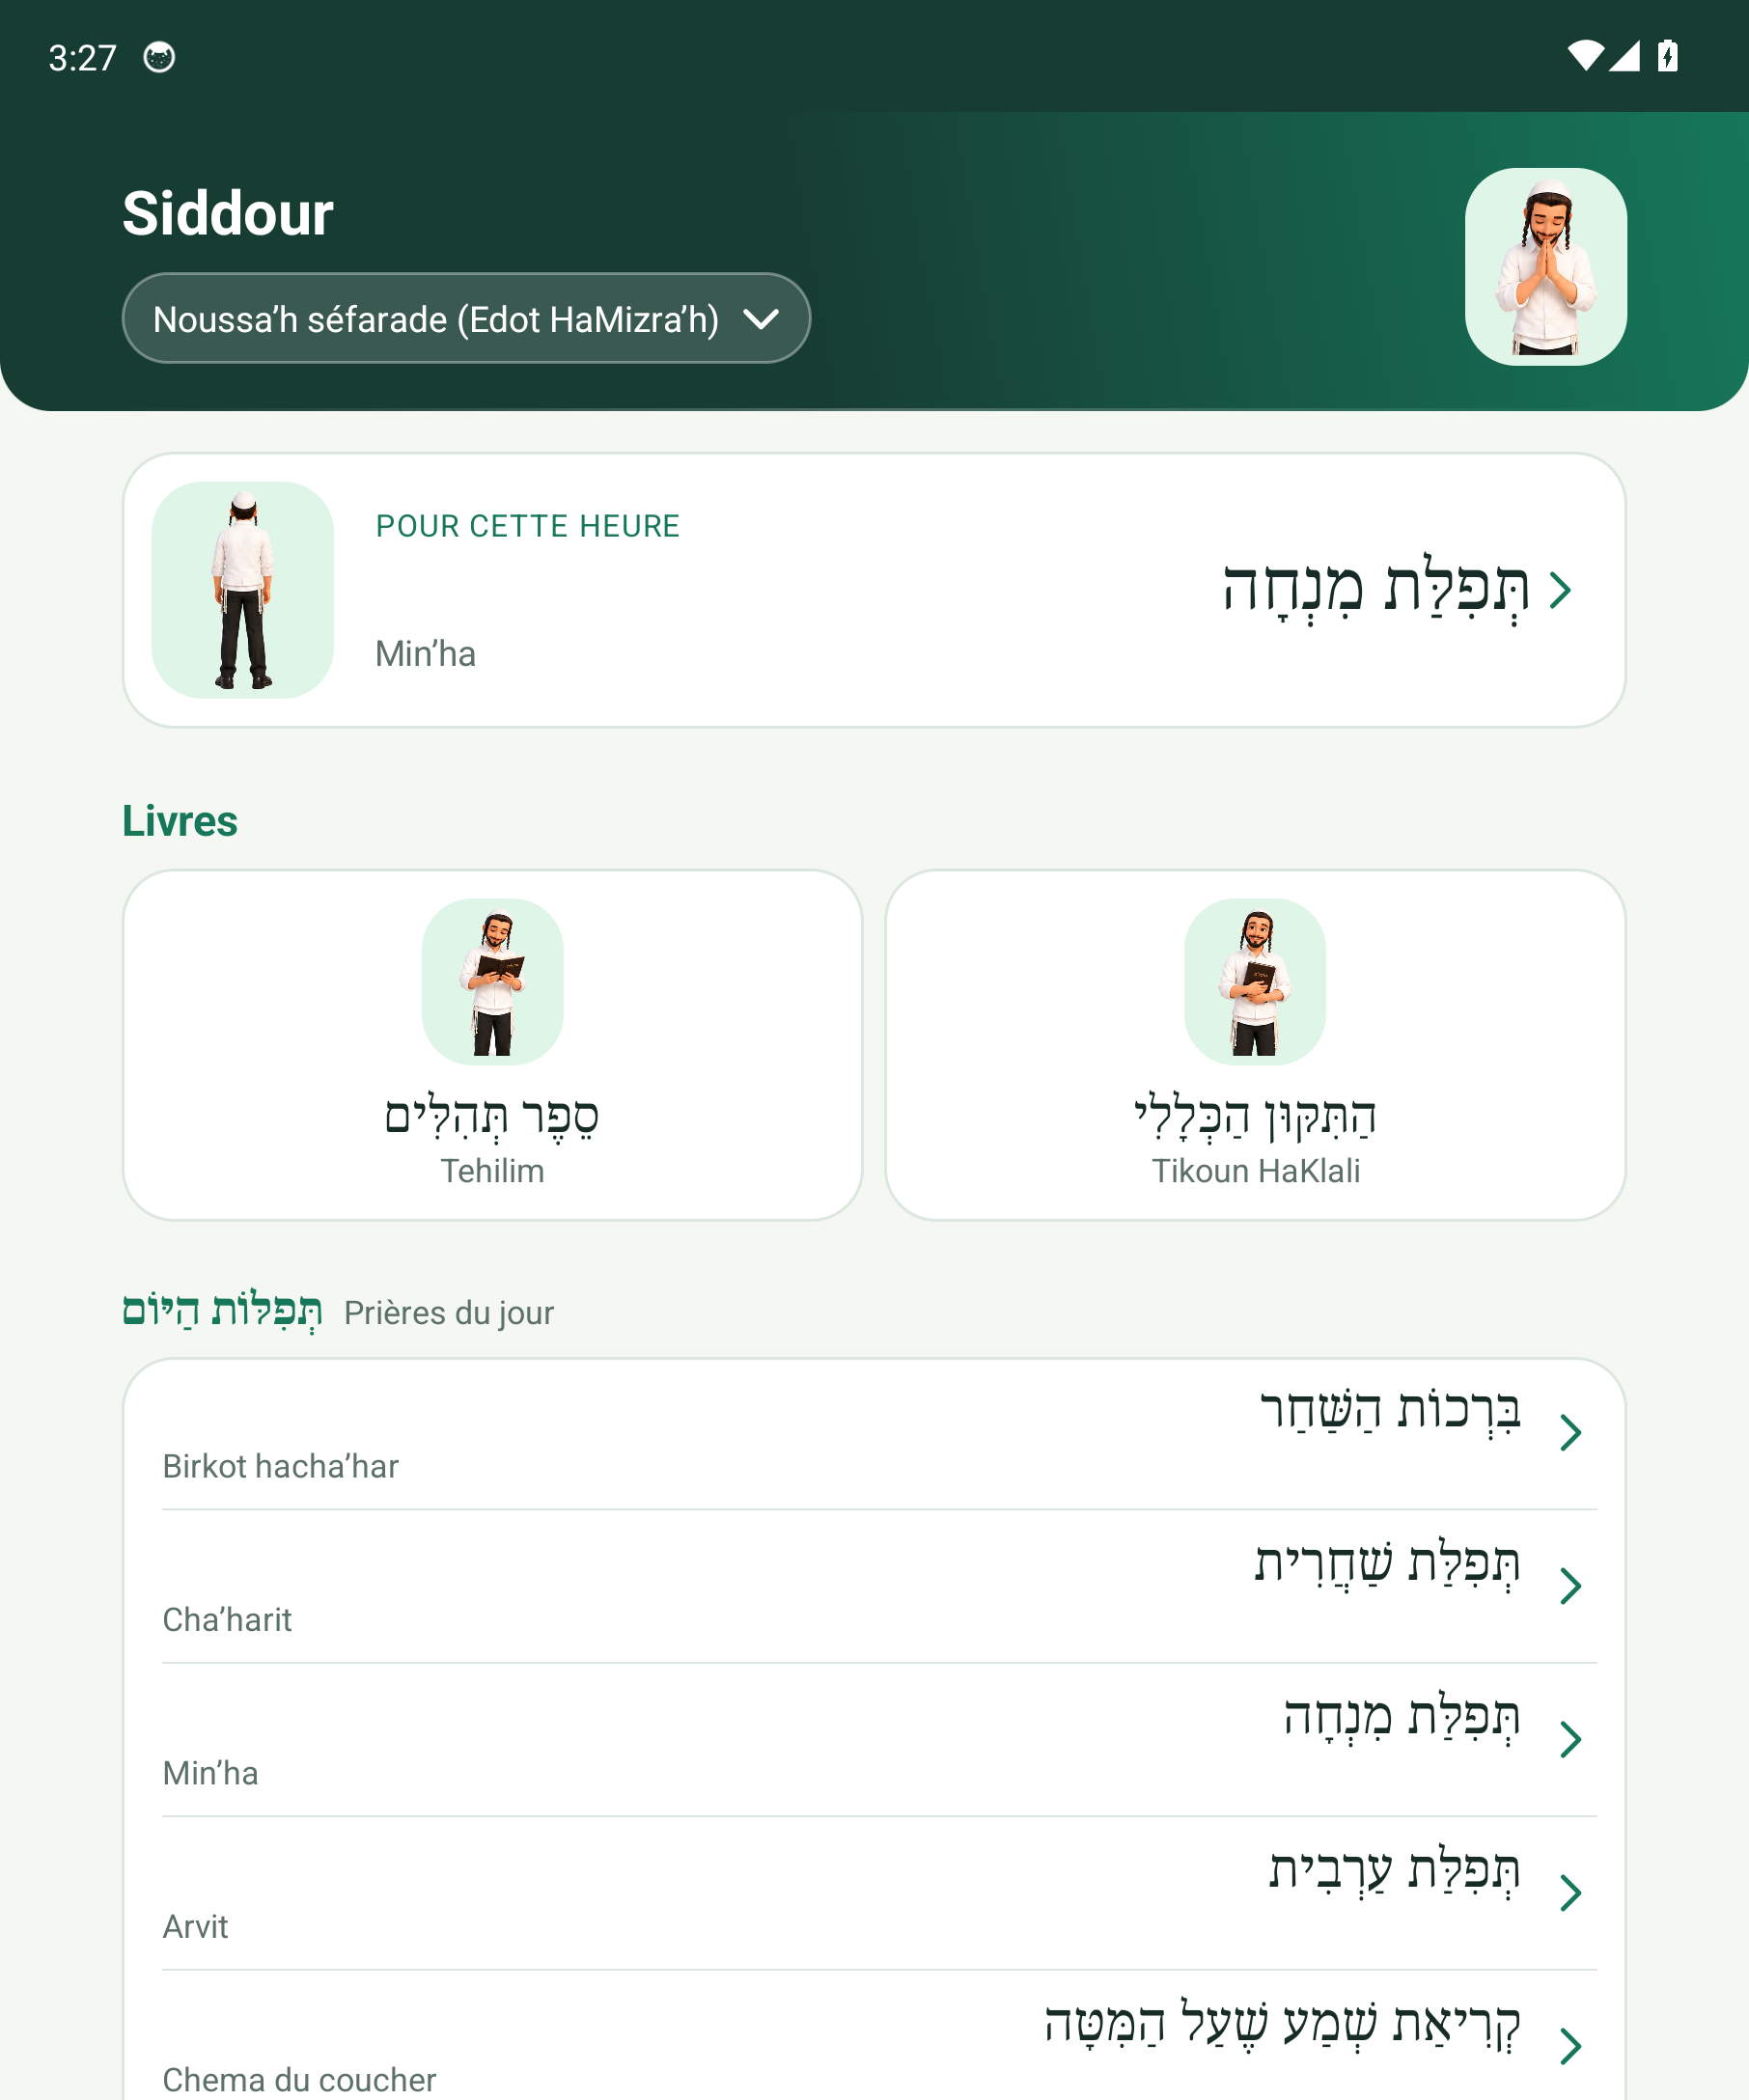 3:27
Siddour
Noussa’h séfarade (Edot HaMizra’h)
POUR CETTE HEURE
תְּפִלַּת מִנְחָה
Min’ha
Livres
סֵפֶר תְּהִלִּים
Tehilim
הַתִּקּוּן הַכְּלָלִי
Tikoun HaKlali
תְּפִלּוֹת הַיּוֹם Prières du jour
בִּרְכוֹת הַשַּׁחַר
Birkot hacha’har
תְּפִלַּת שַׁחֲרִית
Cha’harit
תְּפִלַּת מִנְחָה
Min’ha
תְּפִלַּת עַרְבִית
Arvit
קְרִיאַת שְׁמַע שֶׁעַל הַמִּטָּה
Chema du coucher